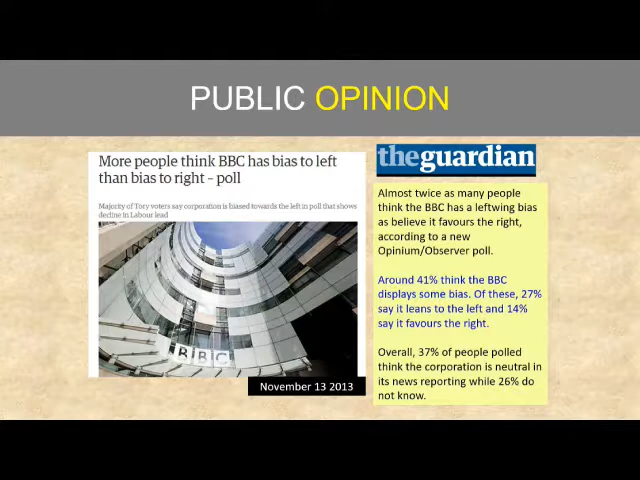 PUBLIC OPINION
More people think BBC has bias to left
than bias to right – poll
Majority of Tory voters say corporation is biased towards the left in poll that shows
decline in Labour lead
BBC
November 13 2013
theguardian
Almost twice as many people
think the BBC has a leftwing bias
as believe it favours the right,
according to a new
Opinium/Observer poll.
Around 41% think the BBC
displays some bias. Of these, 27%
say it leans to the left and 14%
say it favours the right.
Overall, 37% of people polled
think the corporation is neutral in
its news reporting while 26% do
not know.